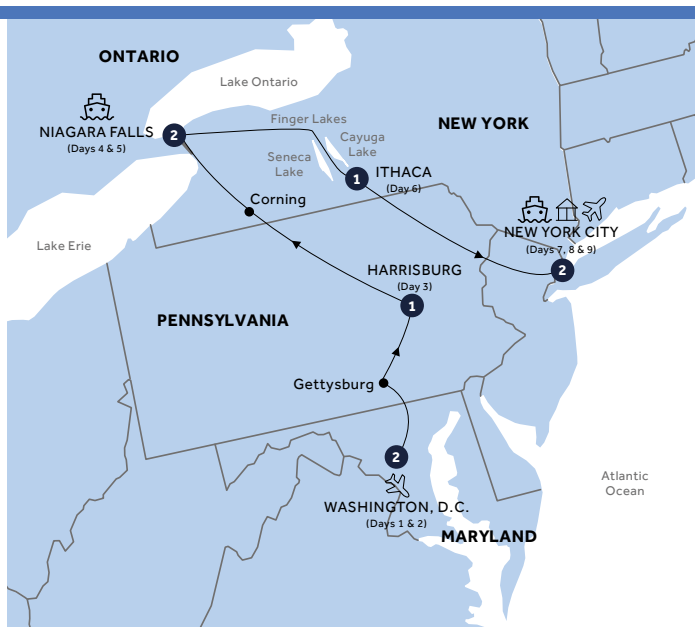 ONTARIO
Lake Ontario
NIAGARA FALLS
(Days 4 & 5)
2
Finger Lakes
Cayuga
Lake
NEW YORK
Seneca
Lake
1
ITHACA
(Day 6)
Corning
NEW YORK CITY
(Days 7, 8 & 9)
2
Lake Erie
HARRISBURG
(Day 3)
1
PENNSYLVANIA
Gettysburg
2
WASHINGTON, D.C.
(Days 1 & 2)
MARYLAND
Atlantic
Ocean